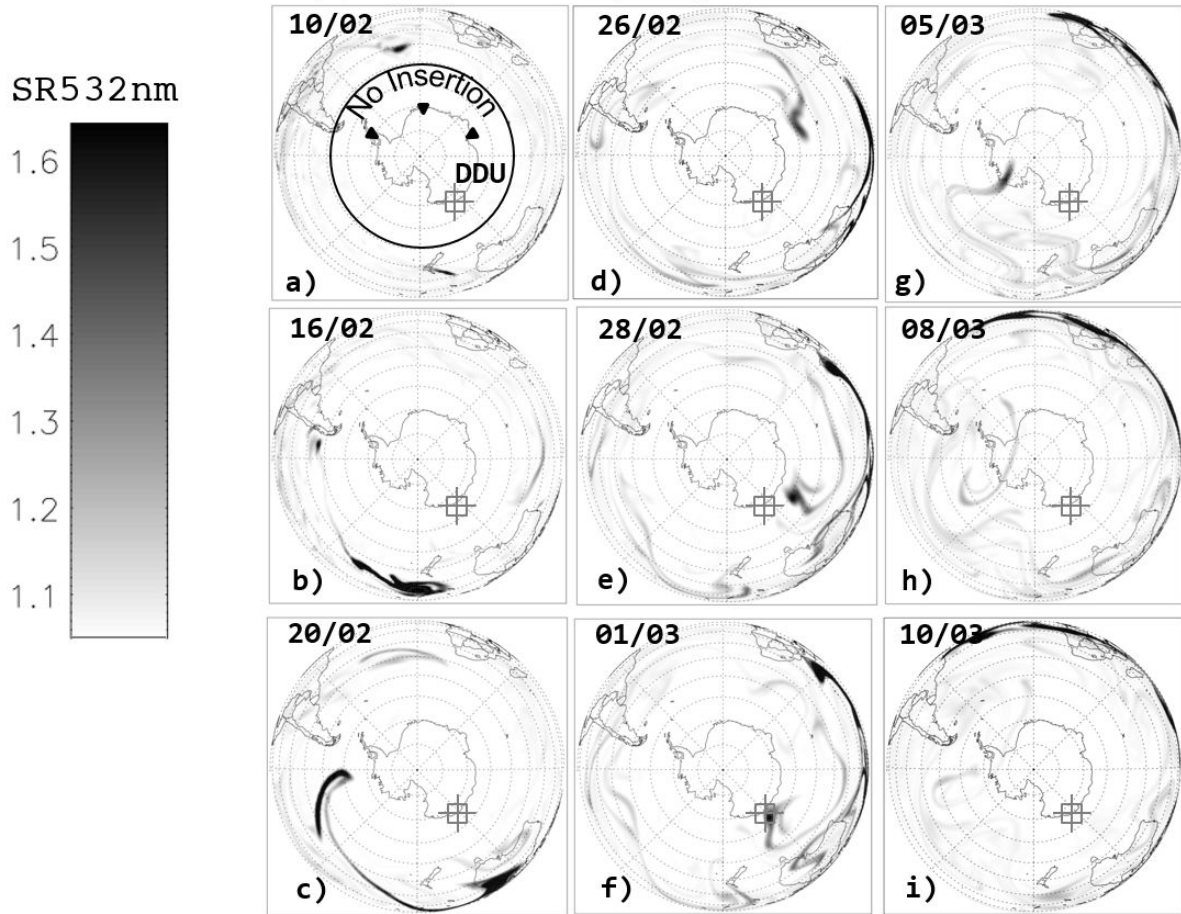 SR532nm
1.6
1.5
1.4
1.3
1.2
1.1
10/02
No Insertion
DDU
a)
26/02
d)
05/03
g)
16/02
b)
28/02
e)
08/03
h)
20/02
c)
01/03
f)
10/03
i)